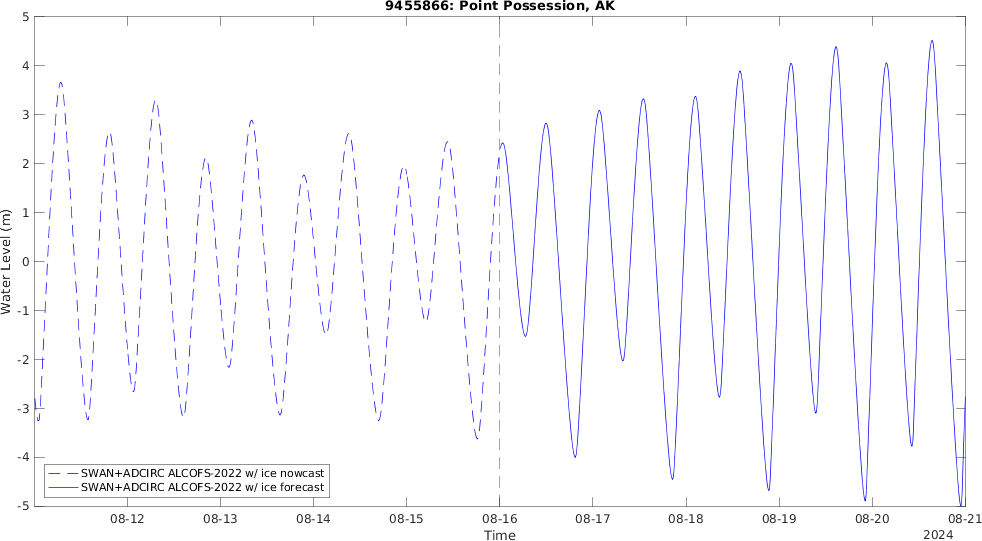 9455866: Point Possession, AK
Water Level (m)
5
4
3
2
1
0
-1
-2
-3
-4
-5
SWAN+ADCIRC ALCOFS-2022 w/ ice nowcast
SWAN+ADCIRC ALCOFS-2022 w/ ice forecast
08-12 08-13 08-14 08-15 08-16 08-17 08-18 08-19 08-20 08-21
Time
2024